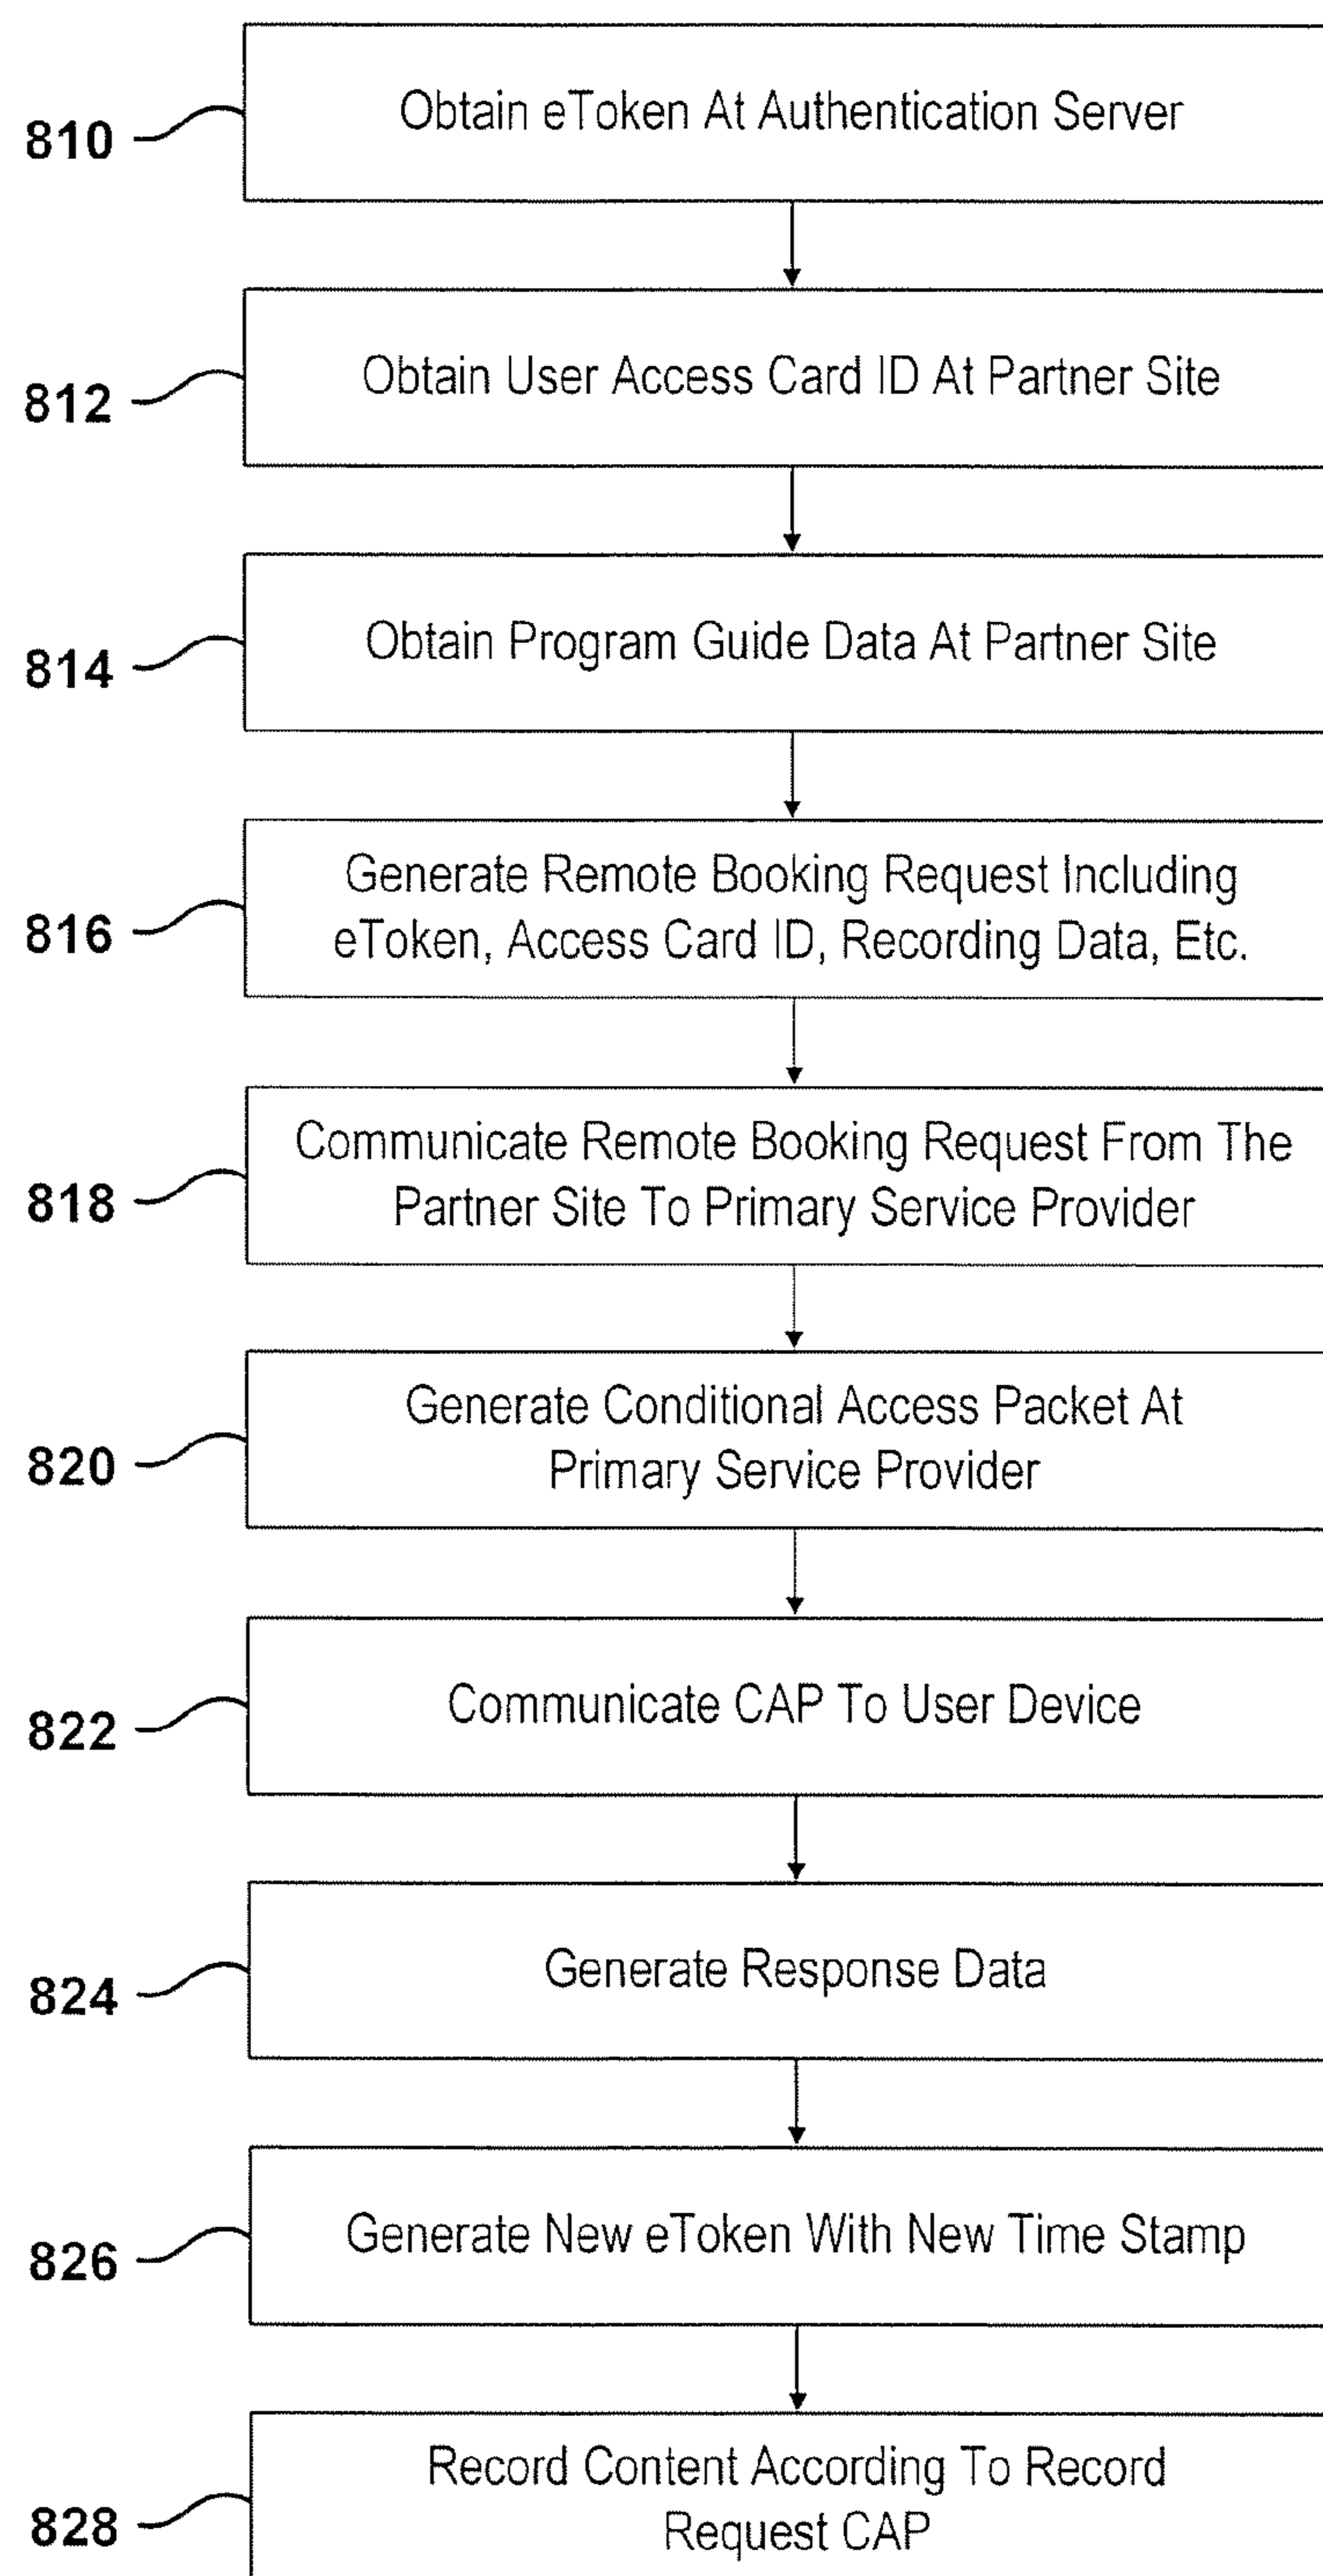 810
Obtain eToken At Authentication Server
812
Obtain User Access Card ID At Partner Site
814
Obtain Program Guide Data At Partner Site
816
Generate Remote Booking Request Including
eToken, Access Card ID, Recording Data, Etc.
818
Communicate Remote Booking Request From The
Partner Site To Primary Service Provider
820
Generate Conditional Access Packet At
Primary Service Provider
822
Communicate CAP To User Device
824
Generate Response Data
826
Generate New eToken With New Time Stamp
828
Record Content According To Record
Request CAP